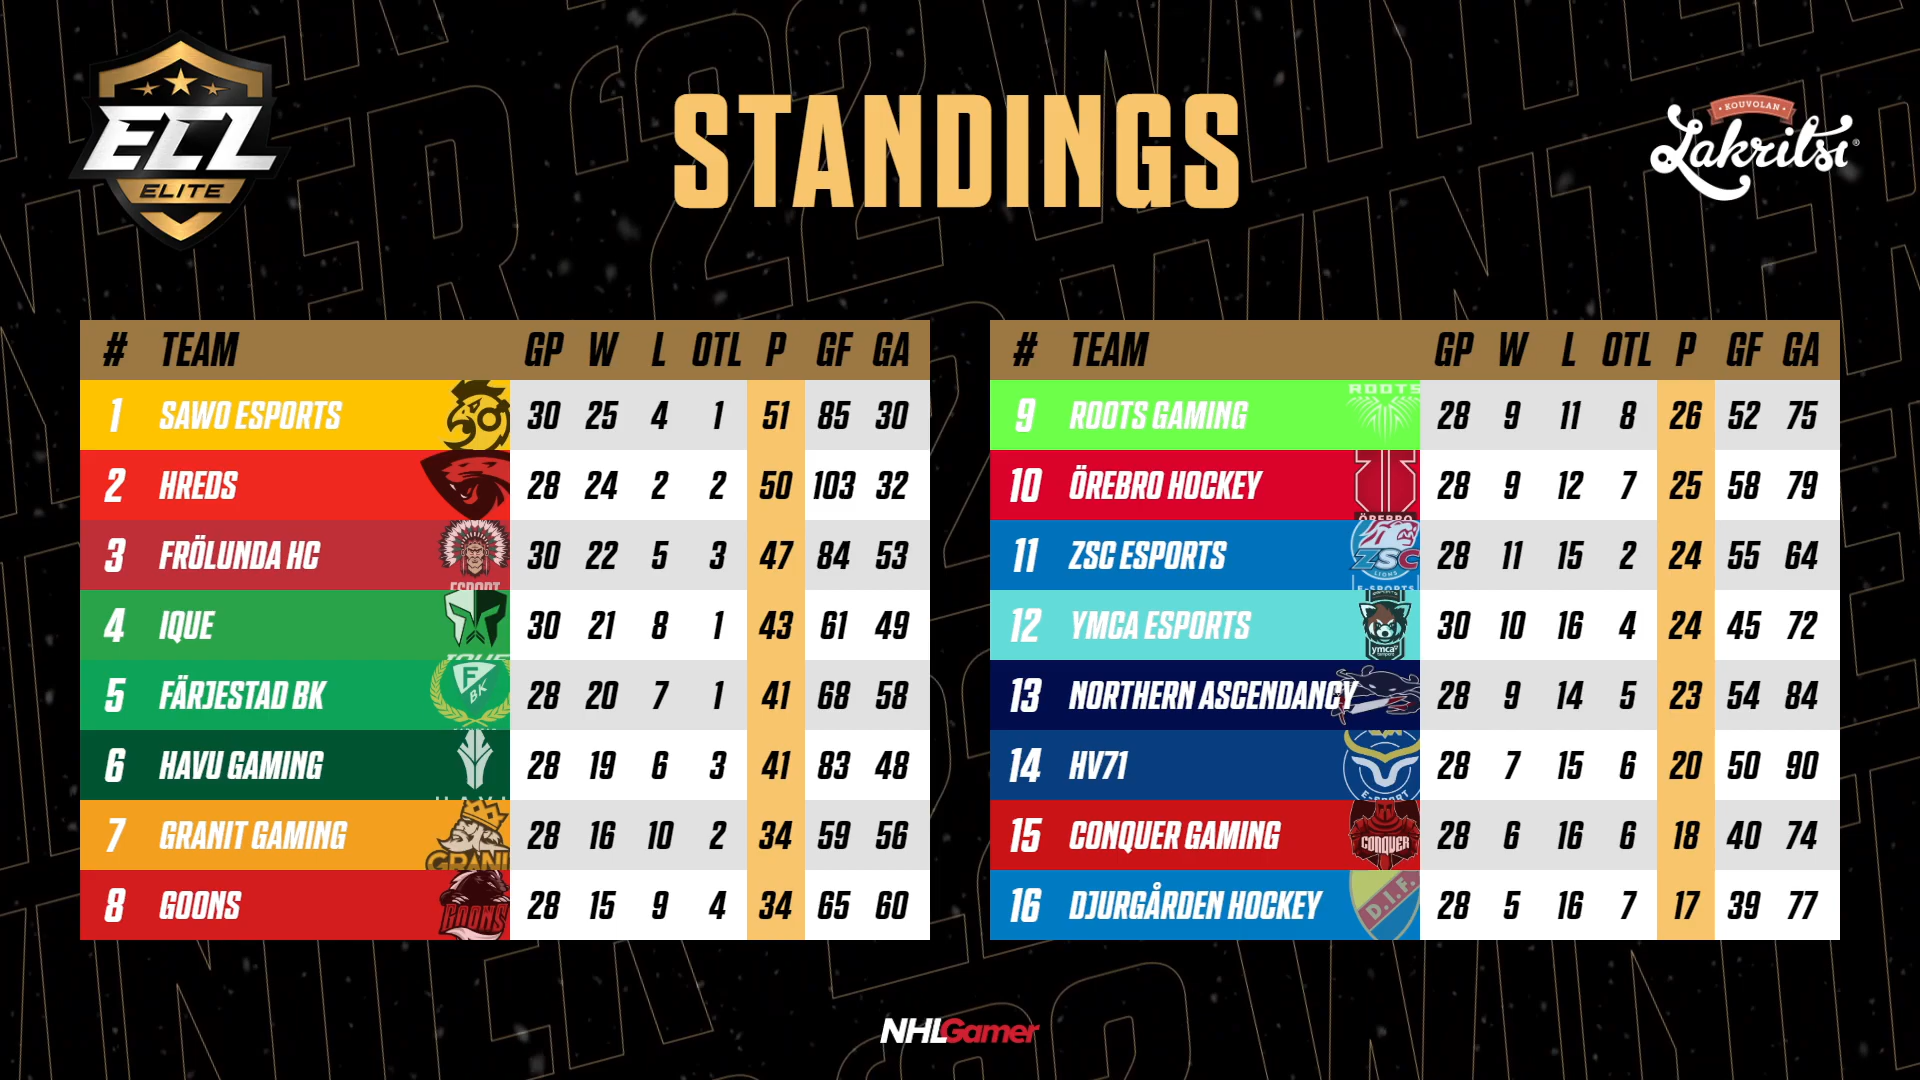 ECL
ELITE
STANDINGS
KOUVOLAN
Lakritsi
# TEAM GP W L OTL P GF GA
1 SAWO ESPORTS 30 25 4 1 51 85 30
2 HREDS 28 24 2 2 50 103 32
3 FRÖLUNDA HC 30 22 5 3 47 84 53
4 IQUE 30 21 8 1 43 61 49
5 FÄRJESTAD BK 28 20 7 1 41 68 58
6 HAVU GAMING 28 19 6 3 41 83 48
7 GRANIT GAMING 28 16 10 2 34 59 56
8 GOONS 28 15 9 4 34 65 60
# TEAM GP W L OTL P GF GA
9 ROOTS GAMING 28 9 11 8 26 52 75
10 ÖREBRO HOCKEY 28 9 12 7 25 58 79
11 ZSC ESPORTS 28 11 15 2 24 55 64
12 YMCA ESPORTS 30 10 16 4 24 45 72
13 NORTHERN ASCENDANCY 28 9 14 5 23 54 84
14 HV71 28 7 15 6 20 50 90
15 CONQUER GAMING 28 6 16 6 18 40 74
16 DJURGÅRDEN HOCKEY 28 5 16 7 17 39 77
NHLGamer